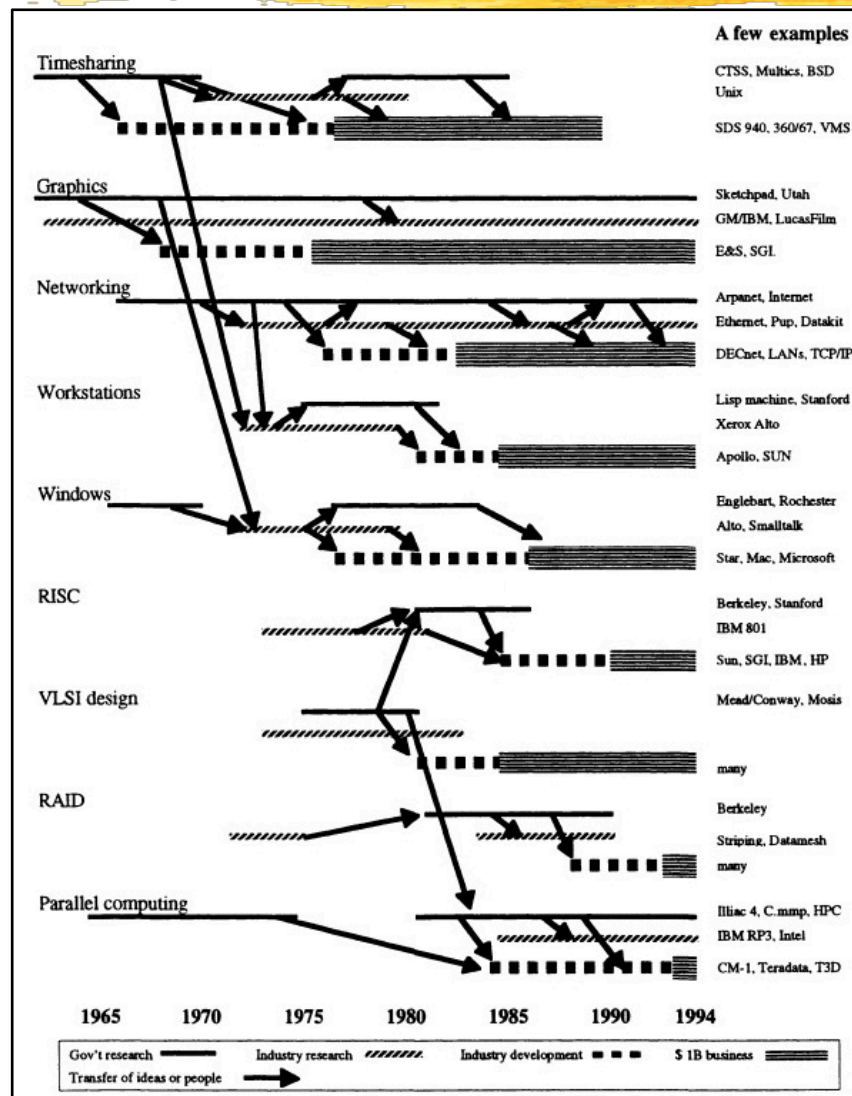 A few examples
Timesharing
CTSS, Multics, BSD
Unix
SDS 940, 360/67, VMS
Graphics
Sketchpad, Utah
GM/IBM, LucasFilm
E&S, SGI
Networking
Arpanet, Internet
Ethernet, Pup, Datakit
DECnet, LANs, TCP/IP
Workstations
Lisp machine, Stanford
Xerox Alto
Apollo, SUN
Windows
Englebart, Rochester
Alto, Smalltalk
Star, Mac, Microsoft
RISC
Berkeley, Stanford
IBM 801
Sun, SGI, IBM, HP
VLSI design
Mead/Conway, Mosis
many
RAID
Berkeley
Striping, Datamesh
many
Parallel computing
Illiac 4, C.mmp, HPC
IBM RP3, Intel
CM-1, Teradata, T3D
1965 1970 1975 1980 1985 1990 1994
Gov't research Industry research Industry development $ 1B business
Transfer of ideas or people